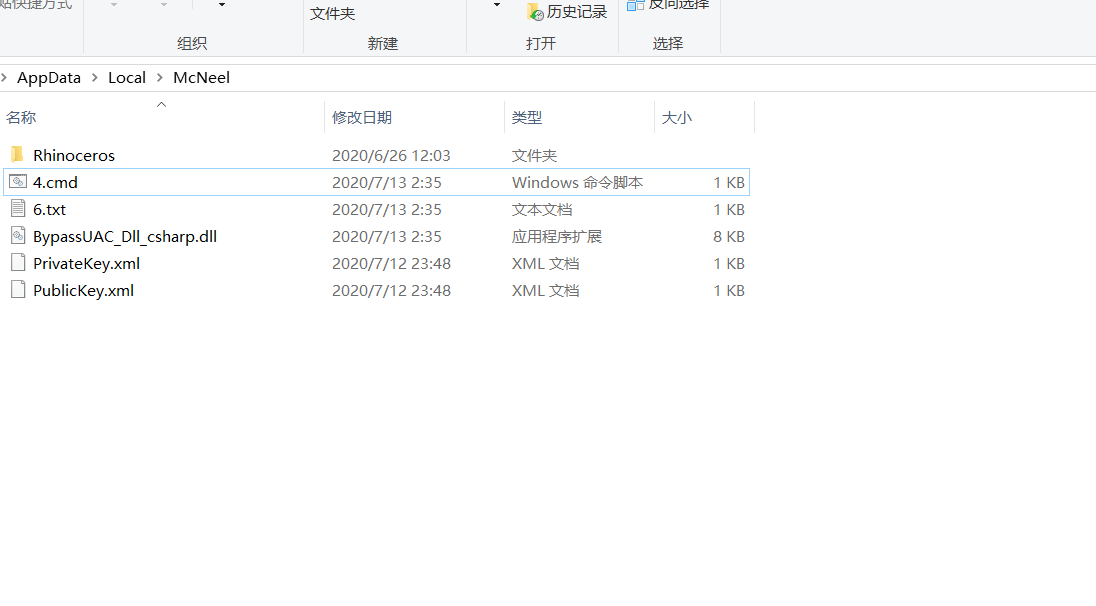 贴快捷方式
文件夹
历史记录
反向选择
组织
新建
打开
选择
AppData
Local
McNeel
名称 修改日期 类型 大小
Rhinoceros 2020/6/26 12:03 文件夹
4.cmd 2020/7/13 2:35 Windows 命令脚本 1 KB
6.txt 2020/7/13 2:35 文本文档 1 KB
BypassUAC_Dll_csharp.dll 2020/7/13 2:35 应用程序扩展 8 KB
PrivateKey.xml 2020/7/12 23:48 XML 文档 1 KB
PublicKey.xml 2020/7/12 23:48 XML 文档 1 KB